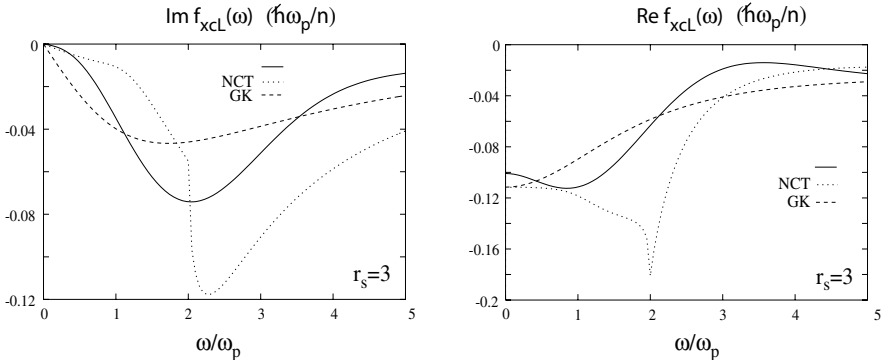 Im f_xcL(ω) (ħω_p/n)
0
-0.04
-0.08
-0.12
NCT
GK
r_s=3
0 1 2 3 4 5
ω/ω_p
Re f_xcL(ω) (ħω_p/n)
0
-0.04
-0.08
-0.12
-0.16
-0.2
NCT
GK
r_s=3
0 1 2 3 4 5
ω/ω_p